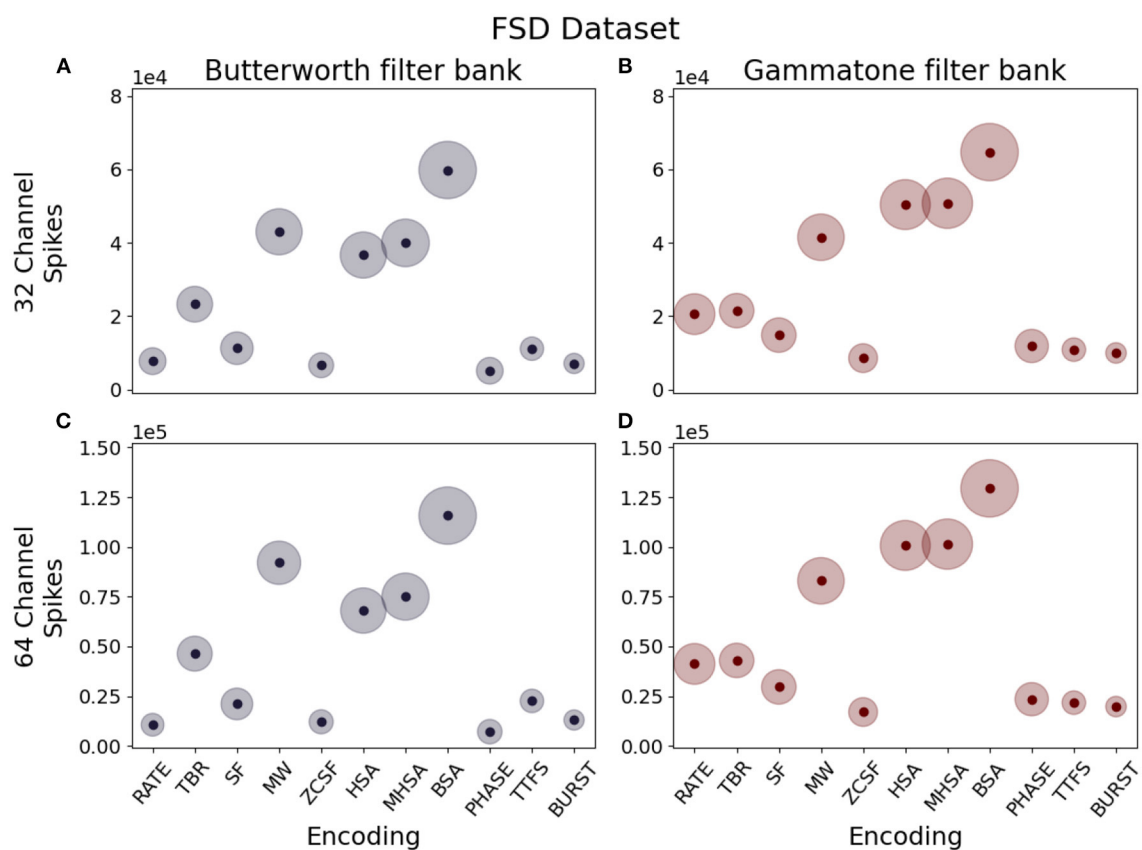 FSD Dataset
A
Butterworth filter bank
B
Gammatone filter bank
1e4
8
6
4
2
0
32 Channel
Spikes
1e4
8
6
4
2
0
C
1e5
1.50
1.25
1.00
0.75
0.50
0.25
0.00
64 Channel
Spikes
RATE
TBR
SF
MW
ZCSF
HSA
MHSA
BSA
PHASE
TTFS
BURST
Encoding
D
1e5
1.50
1.25
1.00
0.75
0.50
0.25
0.00
RATE
TBR
SF
MW
ZCSF
HSA
MHSA
BSA
PHASE
TTFS
BURST
Encoding